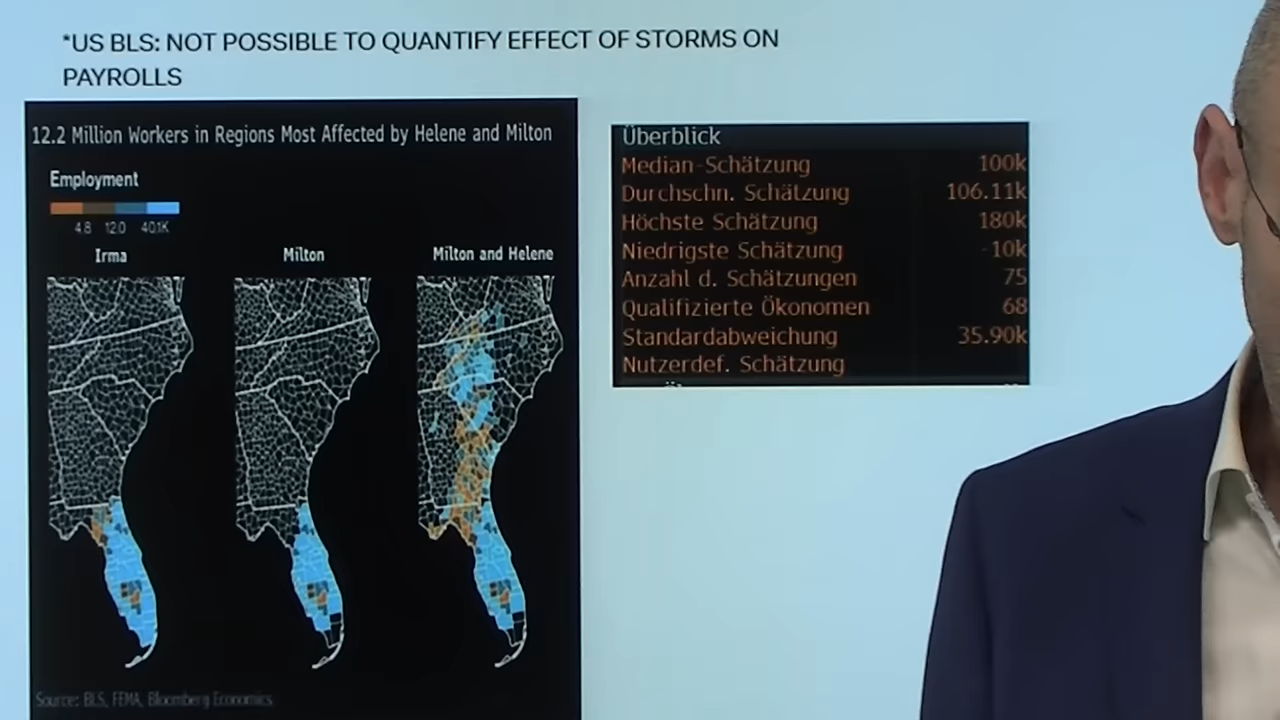 *US BLS: NOT POSSIBLE TO QUANTIFY EFFECT OF STORMS ON
PAYROLLS
12.2 Million Workers in Regions Most Affected by Helene and Milton
Employment
4.8 12.0 40.1K
Irma Milton Milton and Helene
Source: BLS, FEMA, Bloomberg Economics
Überblick
Median-Schätzung 100k
Durchschn. Schätzung 106.11k
Höchste Schätzung 180k
Niedrigste Schätzung -10k
Anzahl d. Schätzungen 75
Qualifizierte Ökonomen 68
Standardabweichung 35.90k
Nutzerdef. Schätzung